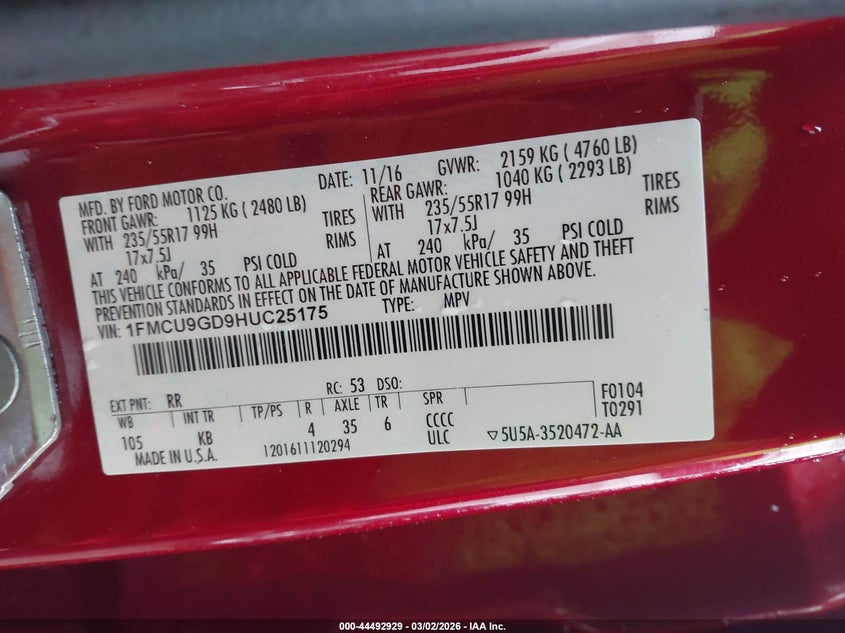 MFD. BY FORD MOTOR CO. DATE: 11/16 GVWR: 2159 KG ( 4760 LB)
FRONT GAWR: 1125 KG ( 2480 LB) REAR GAWR: 1040 KG ( 2293 LB)
WITH 235/55R17 99H TIRES WITH 235/55R17 99H TIRES
17x7.5J RIMS 17x7.5J RIMS
AT 240 kPa/ 35 PSI COLD AT 240 kPa/ 35 PSI COLD
THIS VEHICLE CONFORMS TO ALL APPLICABLE FEDERAL MOTOR VEHICLE SAFETY AND THEFT
PREVENTION STANDARDS IN EFFECT ON THE DATE OF MANUFACTURE SHOWN ABOVE.
VIN: 1FMCU9GD9HUC25175 TYPE: MPV
EXT PNT: RR RC: 53 DSO: F0104
WB INT TR TP/PS R AXLE TR SPR T0291
105 KB 4 35 6 CCCC
MADE IN U.S.A. 1201611120294 ULC ▽5U5A-3520472-AA
000-44492929 - 03/02/2026 - IAA Inc.